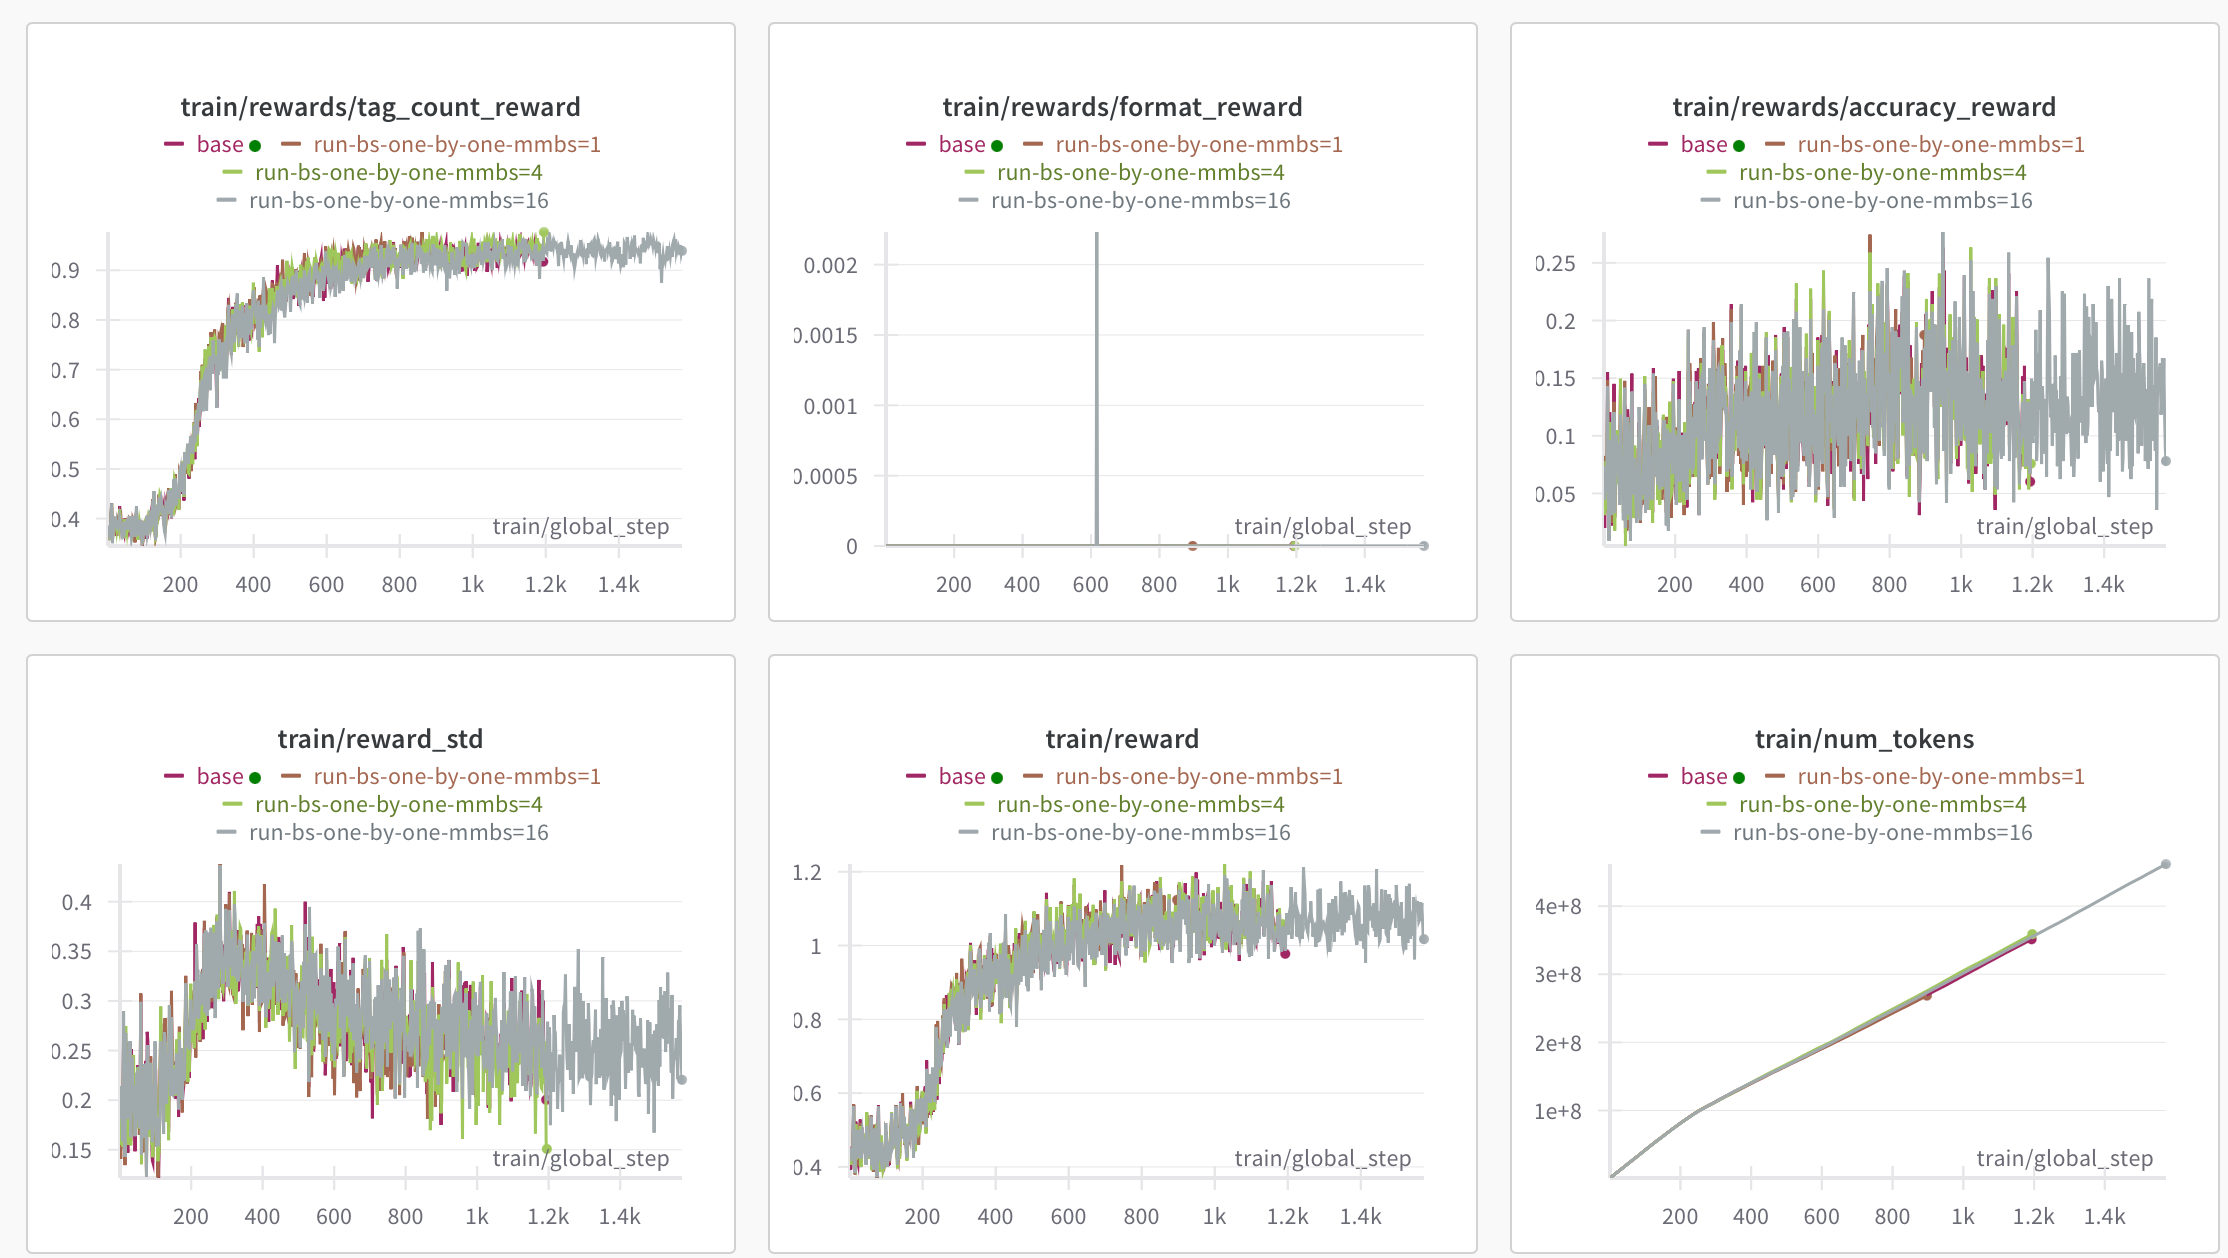 train/rewards/tag_count_reward
base run-bs-one-by-one-mmbs=1
run-bs-one-by-one-mmbs=4
run-bs-one-by-one-mmbs=16
0.9
0.8
0.7
0.6
0.5
0.4
train/global_step
200 400 600 800 1k 1.2k 1.4k
train/rewards/format_reward
base run-bs-one-by-one-mmbs=1
run-bs-one-by-one-mmbs=4
run-bs-one-by-one-mmbs=16
0.002
0.0015
0.001
0.0005
0
train/global_step
200 400 600 800 1k 1.2k 1.4k
train/rewards/accuracy_reward
base run-bs-one-by-one-mmbs=1
run-bs-one-by-one-mmbs=4
run-bs-one-by-one-mmbs=16
0.25
0.2
0.15
0.1
0.05
train/global_step
200 400 600 800 1k 1.2k 1.4k
train/reward_std
base run-bs-one-by-one-mmbs=1
run-bs-one-by-one-mmbs=4
run-bs-one-by-one-mmbs=16
0.4
0.35
0.3
0.25
0.2
0.15
train/global_step
200 400 600 800 1k 1.2k 1.4k
train/reward
base run-bs-one-by-one-mmbs=1
run-bs-one-by-one-mmbs=4
run-bs-one-by-one-mmbs=16
1.2
1
0.8
0.6
0.4
train/global_step
200 400 600 800 1k 1.2k 1.4k
train/num_tokens
base run-bs-one-by-one-mmbs=1
run-bs-one-by-one-mmbs=4
run-bs-one-by-one-mmbs=16
4e+8
3e+8
2e+8
1e+8
train/global_step
200 400 600 800 1k 1.2k 1.4k